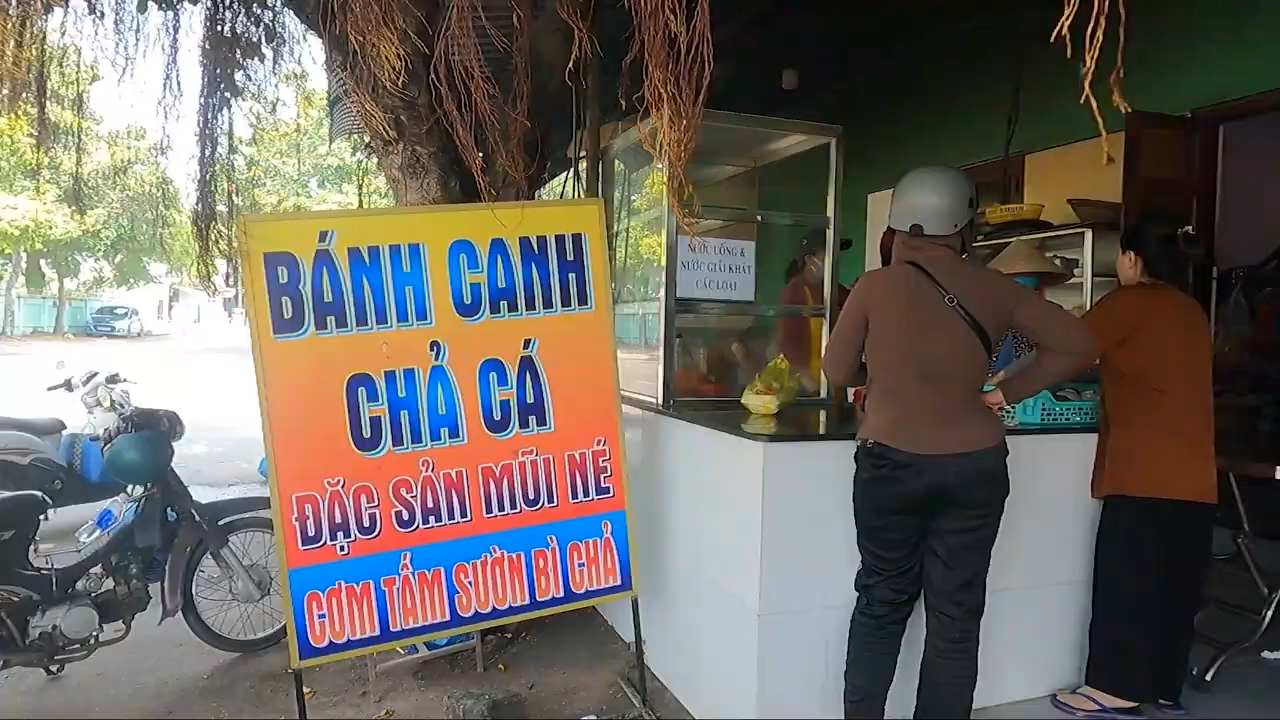 BÁNH CANH
CHẢ CÁ
ĐẶC SẢN MŨI NÉ
CƠM TẤM SƯỜN BÌ CHẢ
NƯỚC UỐNG &
NƯỚC GIẢI KHÁT
CÁC LOẠI